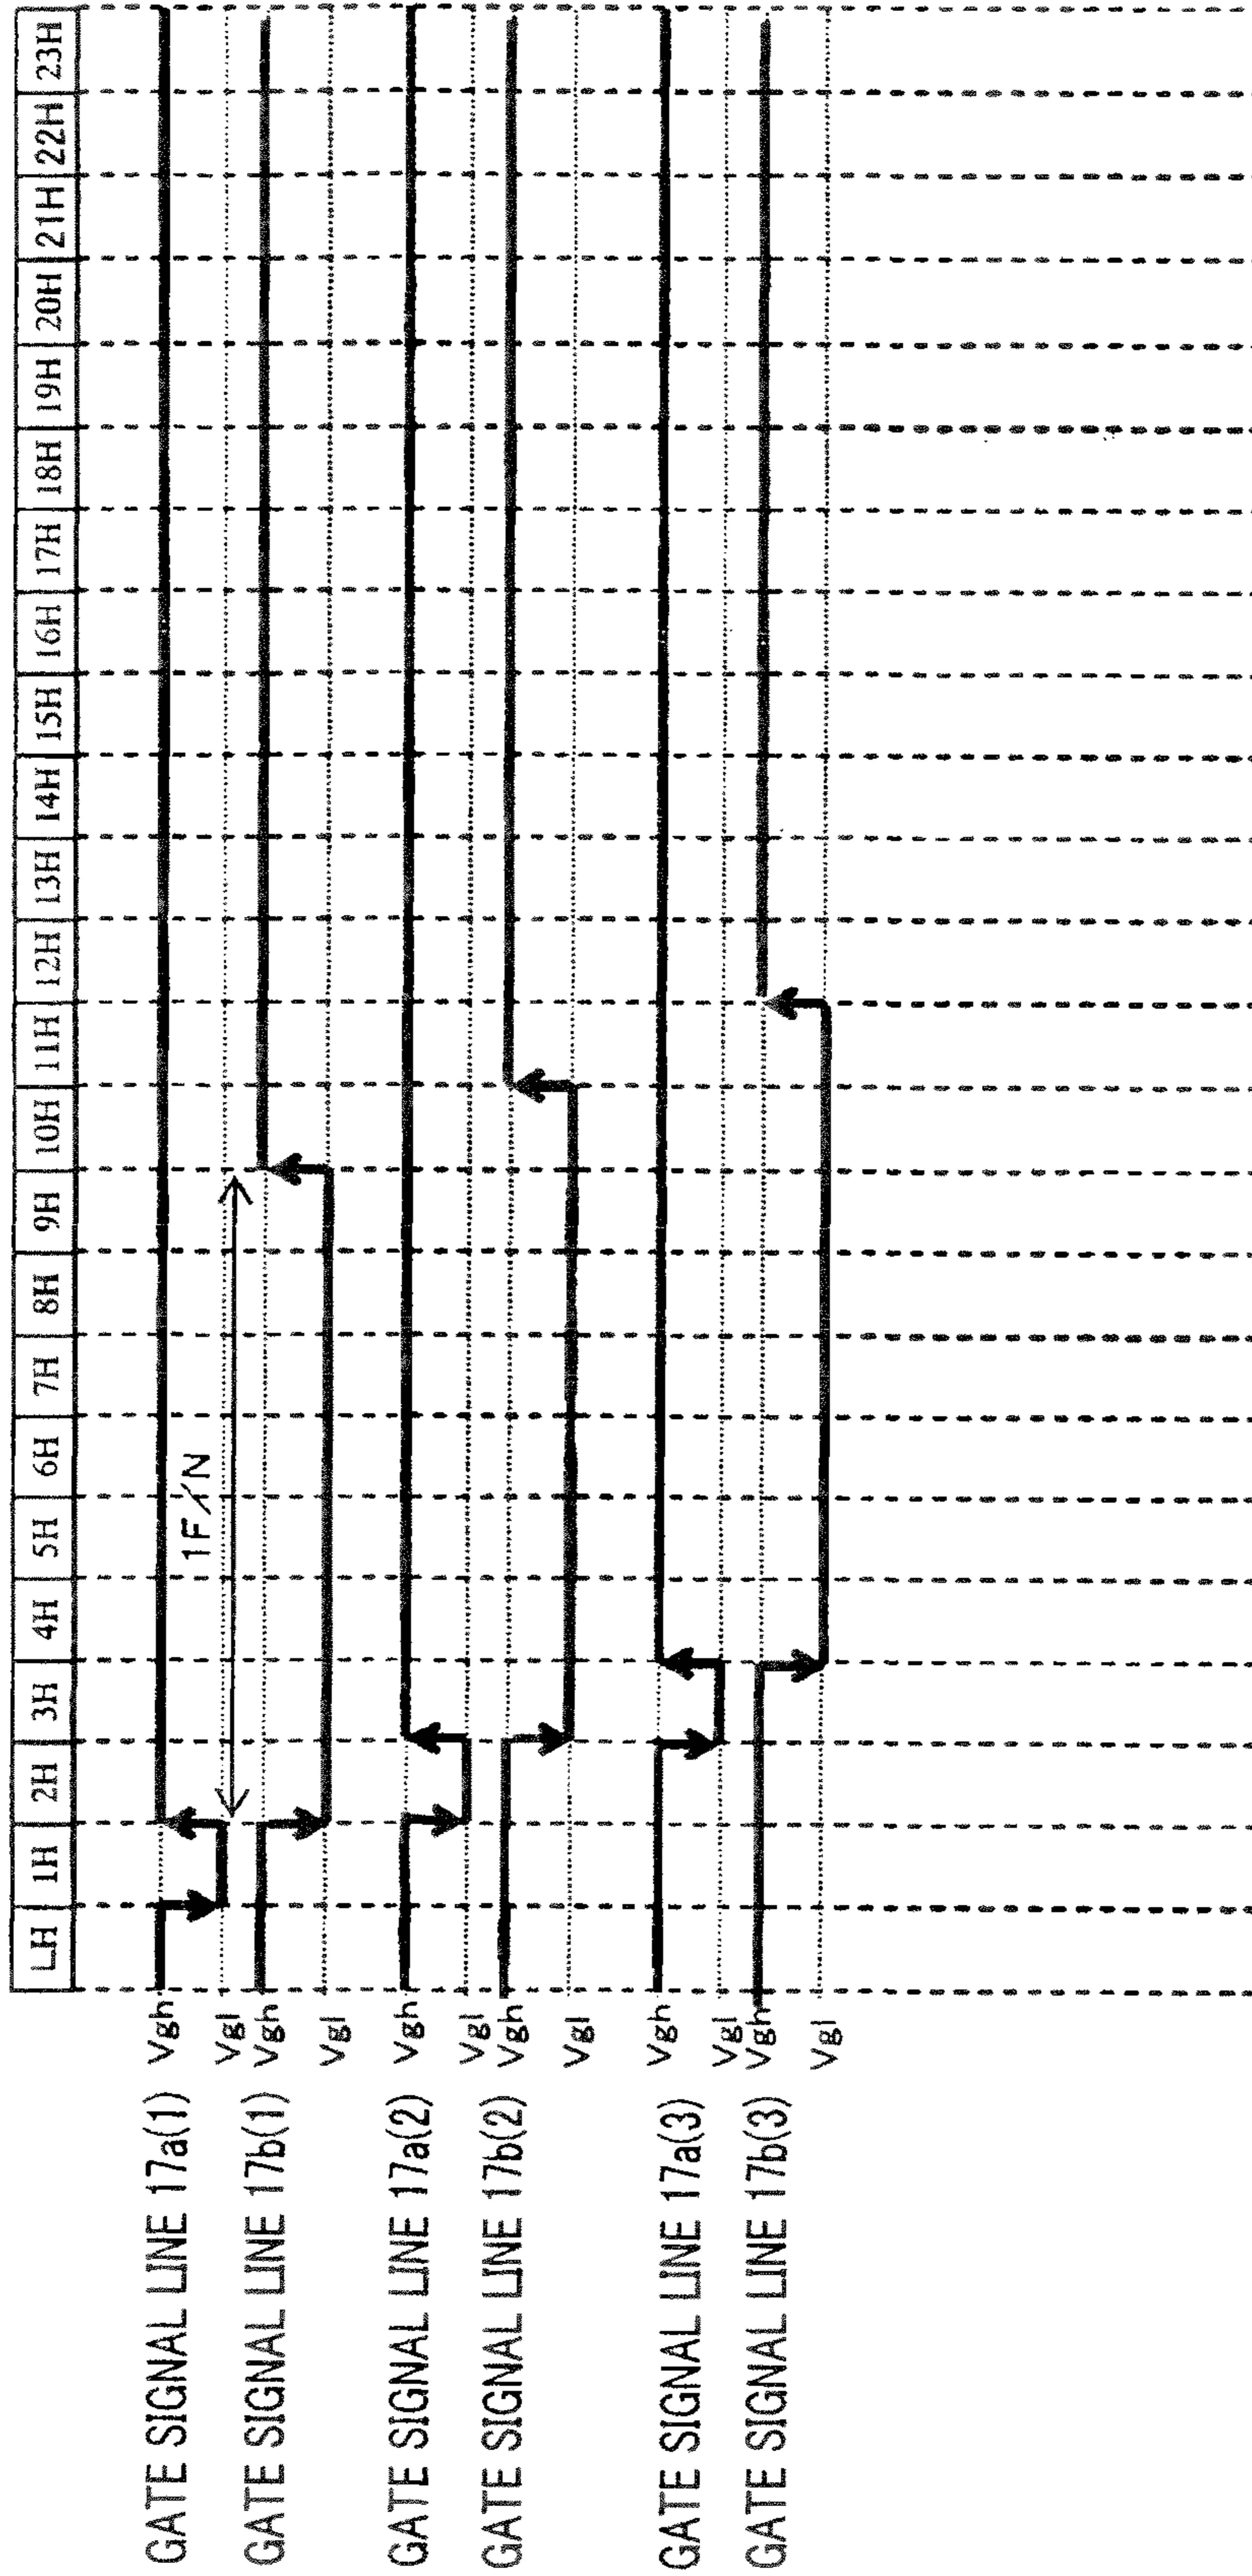 LH 1H 2H 3H 4H 5H 6H 7H 8H 9H 10H 11H 12H 13H 14H 15H 16H 17H 18H 19H 20H 21H 22H 23H
GATE SIGNAL LINE 17a(1) Vgh
Vgl
1F/N
GATE SIGNAL LINE 17b(1) Vgh
Vgl
GATE SIGNAL LINE 17a(2) Vgh
Vgl
GATE SIGNAL LINE 17b(2) Vgh
Vgl
GATE SIGNAL LINE 17a(3) Vgh
Vgl
GATE SIGNAL LINE 17b(3) Vgh
Vgl